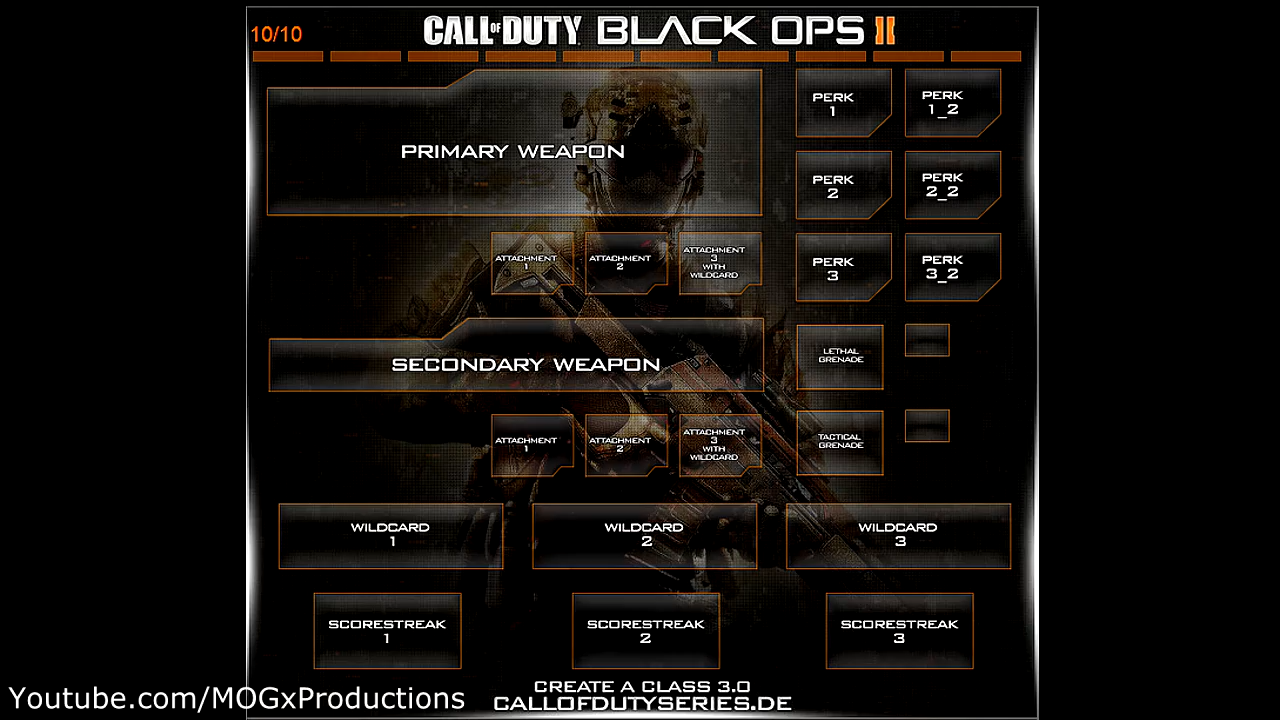 10/10
CALL OF DUTY BLACK OPS II
PRIMARY WEAPON
PERK
1
PERK
1_2
PERK
2
PERK
2_2
ATTACHMENT
1
ATTACHMENT
2
ATTACHMENT
3
WITH
WILDCARD
PERK
3
PERK
3_2
SECONDARY WEAPON
LETHAL
GRENADE
ATTACHMENT
1
ATTACHMENT
2
ATTACHMENT
3
WITH
WILDCARD
TACTICAL
GRENADE
WILDCARD
1
WILDCARD
2
WILDCARD
3
SCORESTREAK
1
SCORESTREAK
2
SCORESTREAK
3
CREATE A CLASS 3.0
CALLOFDUTYSERIES.DE
Youtube.com/MOGxProductions